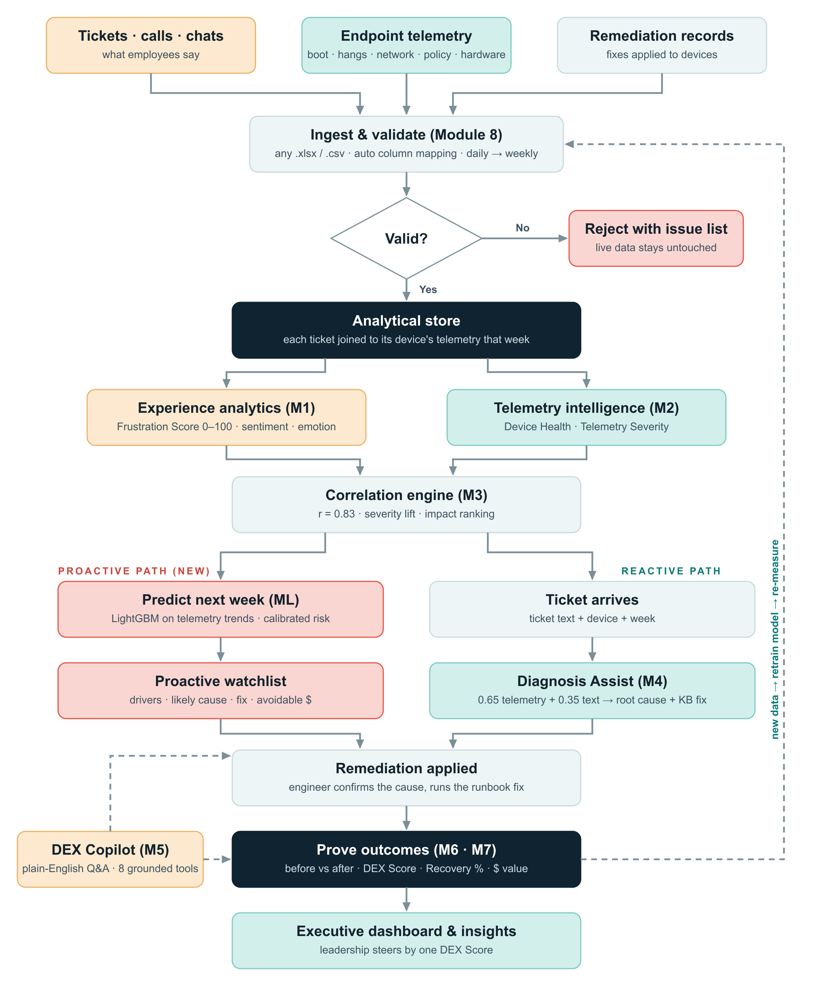 Tickets · calls · chats
what employees say
Endpoint telemetry
boot · hangs · network · policy · hardware
Remediation records
fixes applied to devices
Ingest & validate (Module 8)
any .xlsx / .csv · auto column mapping · daily → weekly
Valid?
No
Reject with issue list
live data stays untouched
Yes
Analytical store
each ticket joined to its device's telemetry that week
Experience analytics (M1)
Frustration Score 0–100 · sentiment · emotion
Telemetry intelligence (M2)
Device Health · Telemetry Severity
Correlation engine (M3)
r = 0.83 · severity lift · impact ranking
PROACTIVE PATH (NEW)
REACTIVE PATH
Predict next week (ML)
LightGBM on telemetry trends · calibrated risk
Ticket arrives
ticket text + device + week
Proactive watchlist
drivers · likely cause · fix · avoidable $
Diagnosis Assist (M4)
0.65 telemetry + 0.35 text → root cause + KB fix
new data → retrain model → re-measure
Remediation applied
engineer confirms the cause, runs the runbook fix
DEX Copilot (M5)
plain-English Q&A · 8 grounded tools
Prove outcomes (M6 · M7)
before vs after · DEX Score · Recovery % · $ value
Executive dashboard & insights
leadership steers by one DEX Score